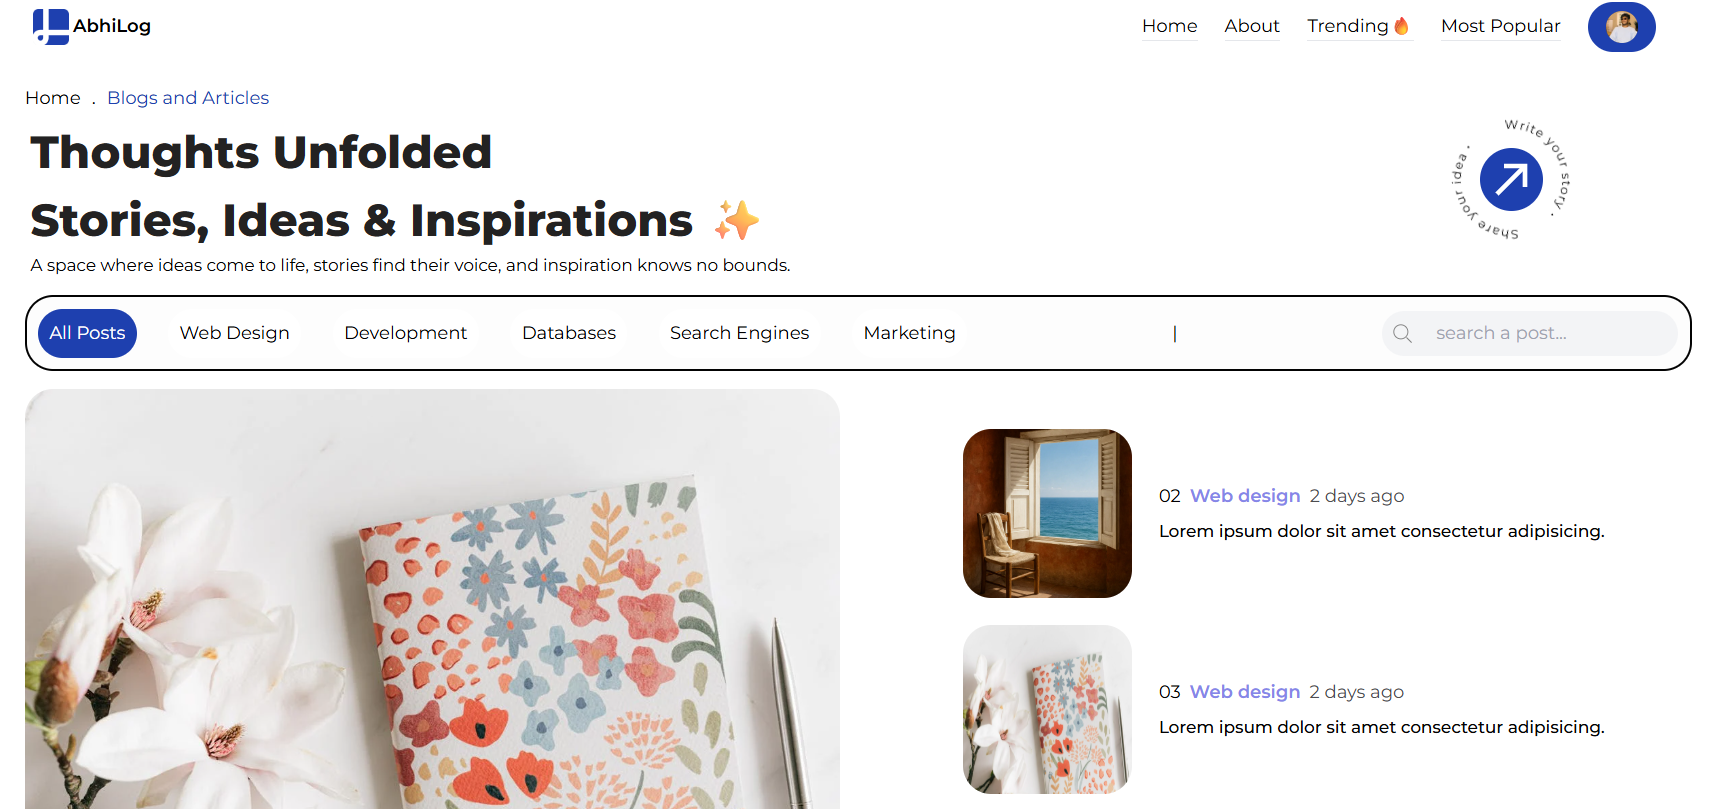 AbhiLog
Home About Trending🔥 Most Popular
Home . Blogs and Articles
Thoughts Unfolded
Stories, Ideas & Inspirations ✨
A space where ideas come to life, stories find their voice, and inspiration knows no bounds.
Write your story . Share your idea .
All Posts Web Design Development Databases Search Engines Marketing | search a post...
02 Web design 2 days ago
Lorem ipsum dolor sit amet consectetur adipisicing.
03 Web design 2 days ago
Lorem ipsum dolor sit amet consectetur adipisicing.